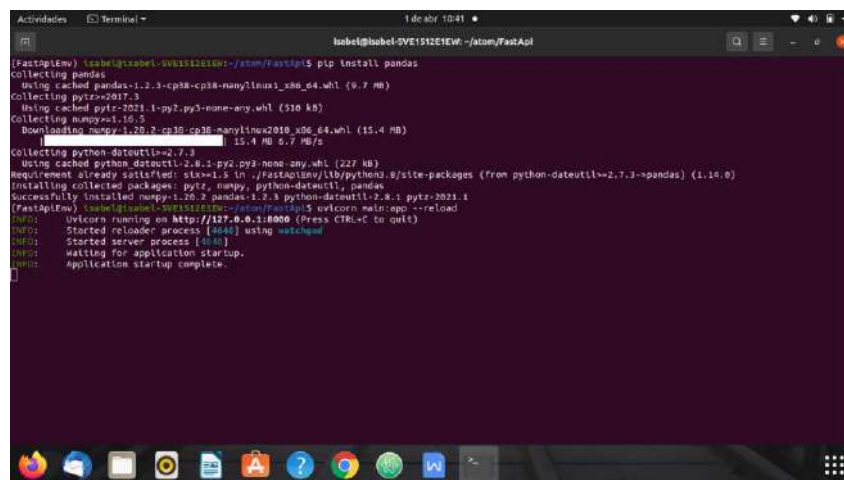 Actividades Terminal 1 de abr 10:41
isabel@isabel-SVE1512E1EW: ~/atom/FastApi
(FastApiEnv) isabel@isabel-SVE1512E1EW:~/atom/FastApi$ pip install pandas
Collecting pandas
Using cached pandas-1.2.3-cp38-cp38-manylinux1_x86_64.whl (9.7 MB)
Collecting pytz>=2017.3
Using cached pytz-2021.1-py2.py3-none-any.whl (510 kB)
Collecting numpy>=1.16.5
Downloading numpy-1.20.2-cp38-cp38-manylinux2010_x86_64.whl (15.4 MB)
| | 15.4 MB 6.7 MB/s
Collecting python-dateutil>=2.7.3
Using cached python_dateutil-2.8.1-py2.py3-none-any.whl (227 kB)
Requirement already satisfied: six>=1.5 in ./FastApiEnv/lib/python3.8/site-packages (from python-dateutil>=2.7.3->pandas) (1.14.0)
Installing collected packages: pytz, numpy, python-dateutil, pandas
Successfully installed numpy-1.20.2 pandas-1.2.3 python-dateutil-2.8.1 pytz-2021.1
(FastApiEnv) isabel@isabel-SVE1512E1EW:~/atom/FastApi$ uvicorn main:app --reload
INFO: Uvicorn running on http://127.0.0.1:8000 (Press CTRL+C to quit)
INFO: Started reloader process [4646] using watchgod
INFO: Started server process [4648]
INFO: Waiting for application startup.
INFO: Application startup complete.